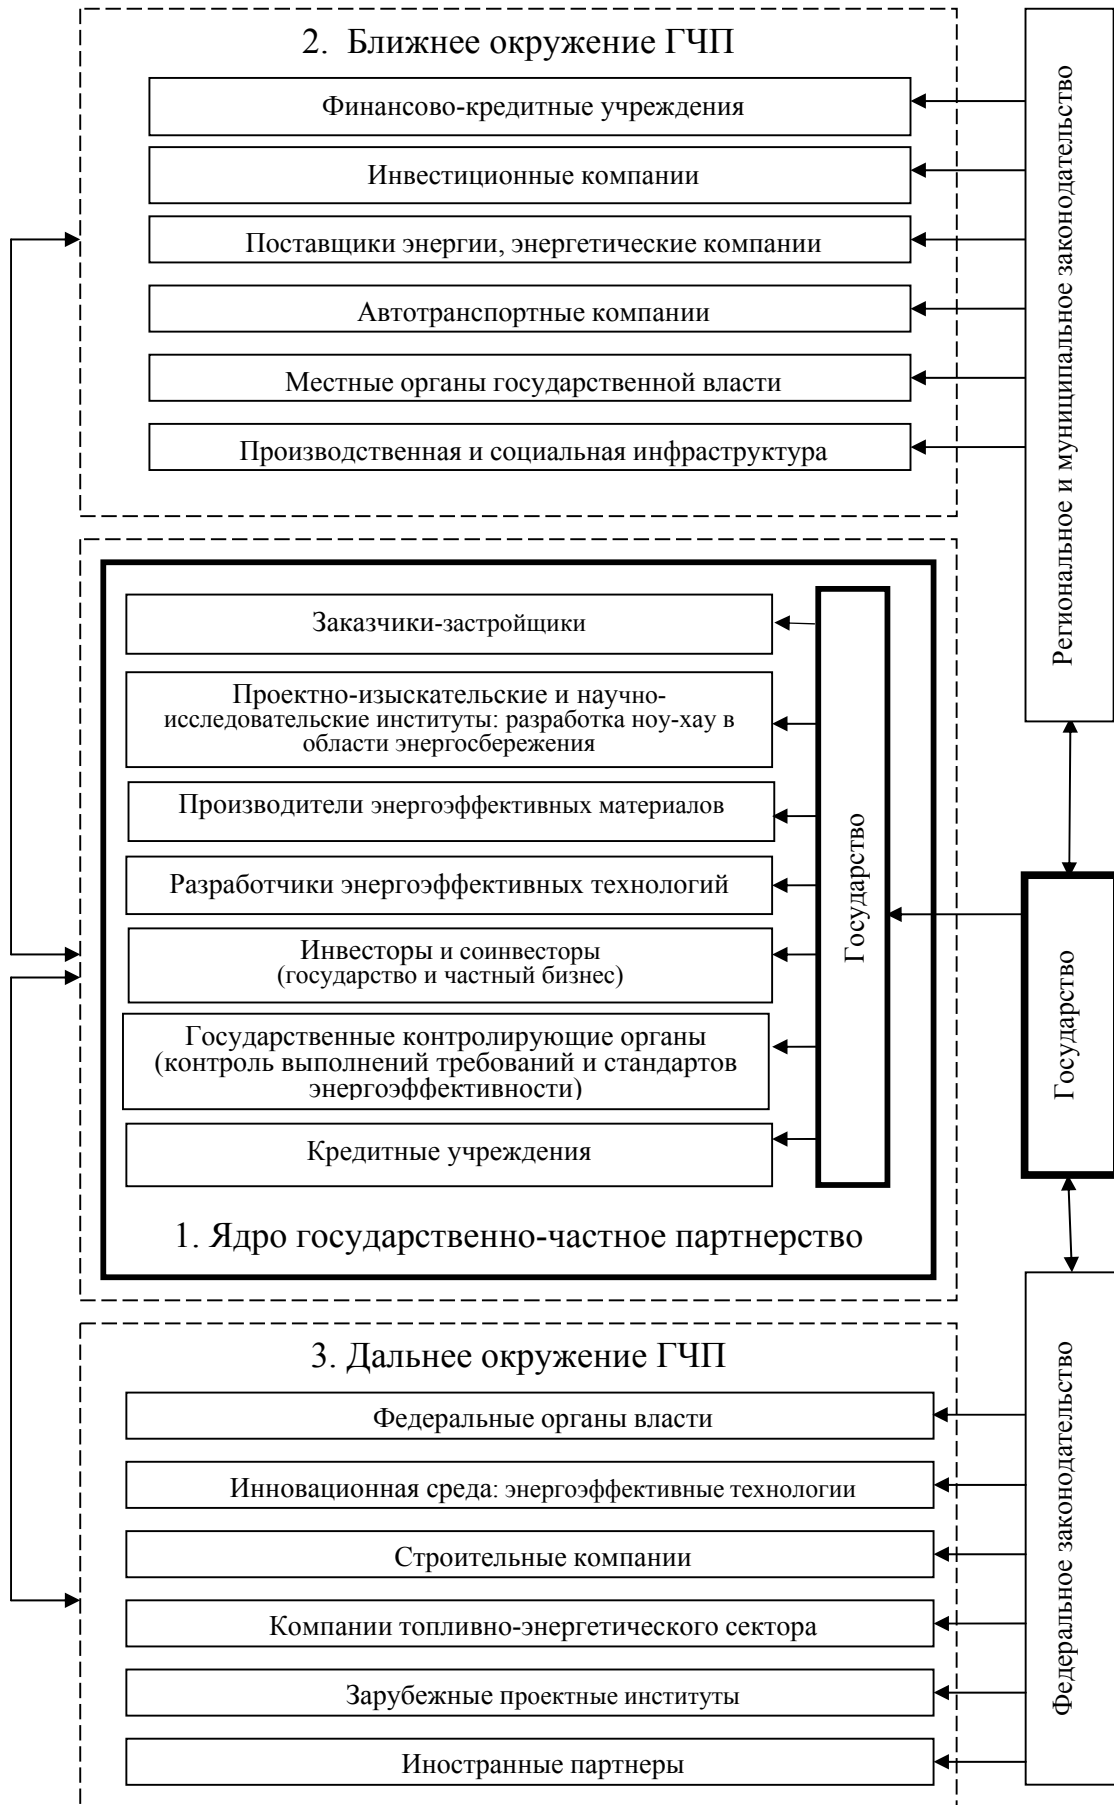 2. Ближнее окружение ГЧП
Финансово-кредитные учреждения
Инвестиционные компании
Поставщики энергии, энергетические компании
Автотранспортные компании
Местные органы государственной власти
Производственная и социальная инфраструктура
Региональное и муниципальное законодательство
Заказчики-застройщики
Проектно-изыскательские и научно-
исследовательские институты: разработка ноу-хау в
области энергосбережения
Производители энергоэффективных материалов
Разработчики энергоэффективных технологий
Инвесторы и соинвесторы
(государство и частный бизнес)
Государственные контролирующие органы
(контроль выполнений требований и стандартов
энергоэффективности)
Кредитные учреждения
Государство
1. Ядро государственно-частное партнерство
Государство
3. Дальнее окружение ГЧП
Федеральные органы власти
Инновационная среда: энергоэффективные технологии
Строительные компании
Компании топливно-энергетического сектора
Зарубежные проектные институты
Иностранные партнеры
Федеральное законодательство